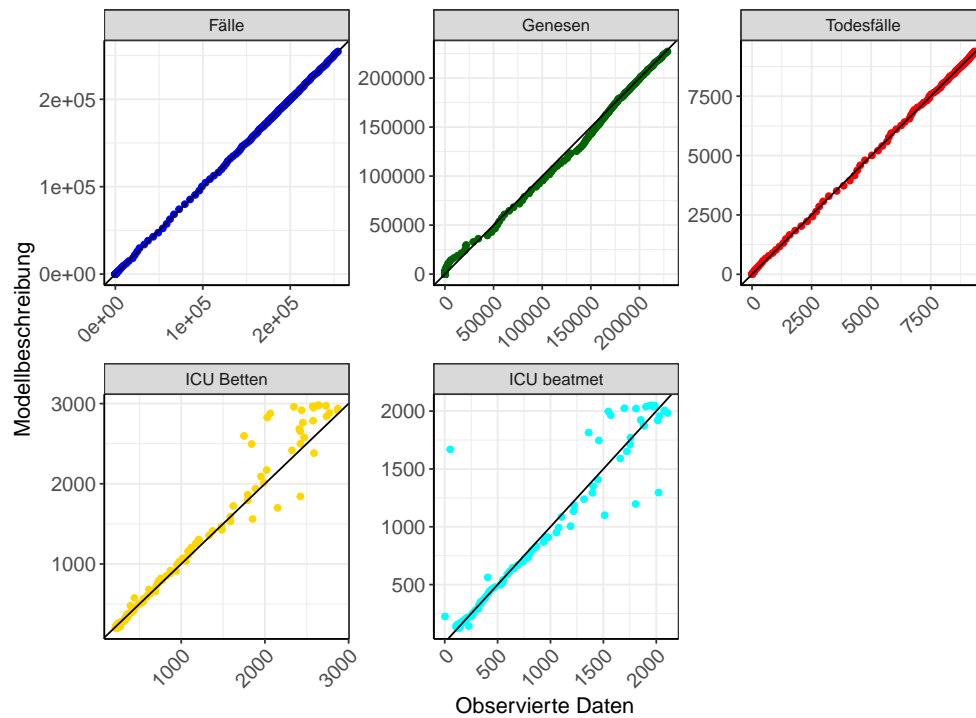 Fälle
Genesen
Todesfälle
2e+05
1e+05
0e+00
0e+00
1e+05
2e+05
200000
150000
100000
50000
0
0
50000
100000
150000
200000
7500
5000
2500
0
0
2500
5000
7500
Modellbeschreibung
ICU Betten
ICU beatmet
3000
2000
1000
1000
2000
3000
2000
1500
1000
500
0
500
1000
1500
2000
Observierte Daten